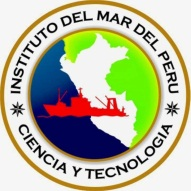 INSTITUTO DEL MAR DEL PERU
CIENCIA Y TECNOLOGIA